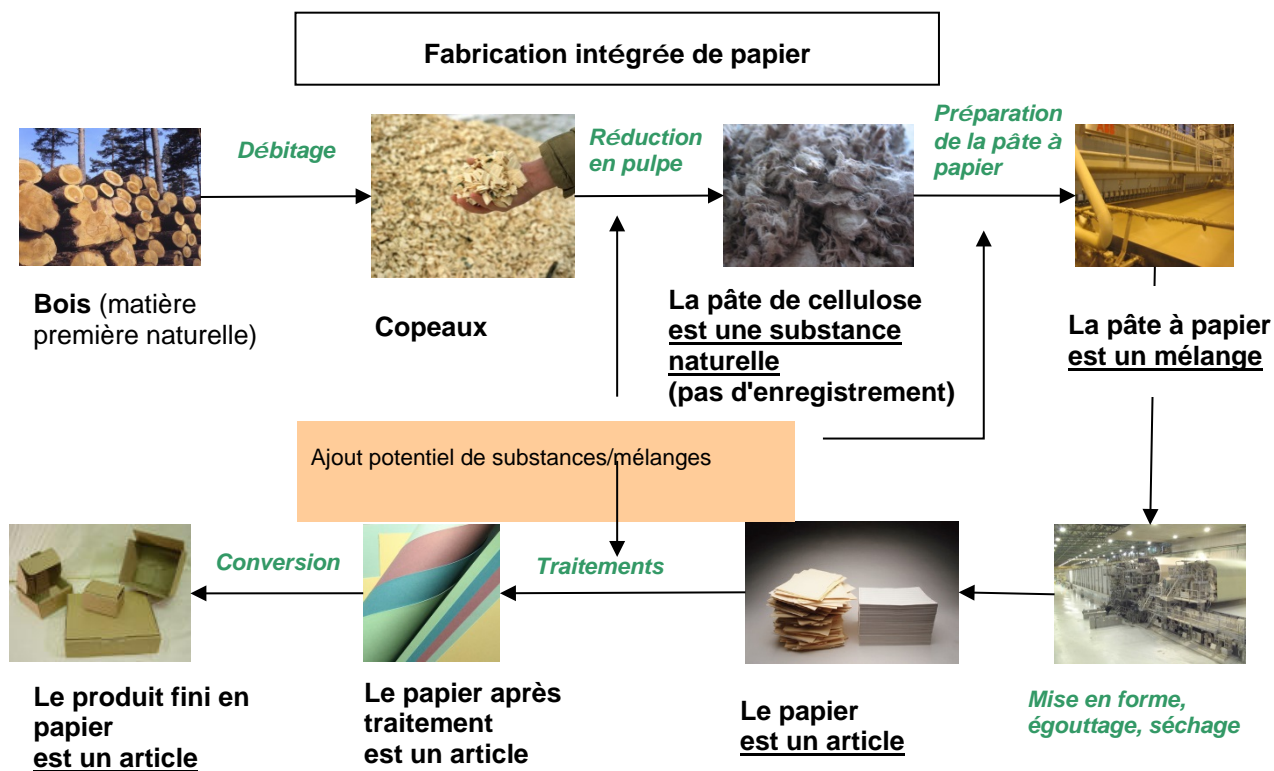 Fabrication intégrée de papier
Débitage
Réduction
en pulpe
Préparation
de la pâte à
papier
Bois (matière
première naturelle)
Copeaux
La pâte de cellulose
est une substance
naturelle
(pas d'enregistrement)
La pâte à papier
est un mélange
Ajout potentiel de substances/mélanges
Conversion
Traitements
Le produit fini en
papier
est un article
Le papier après
traitement
est un article
Le papier
est un article
Mise en forme,
égouttage, séchage